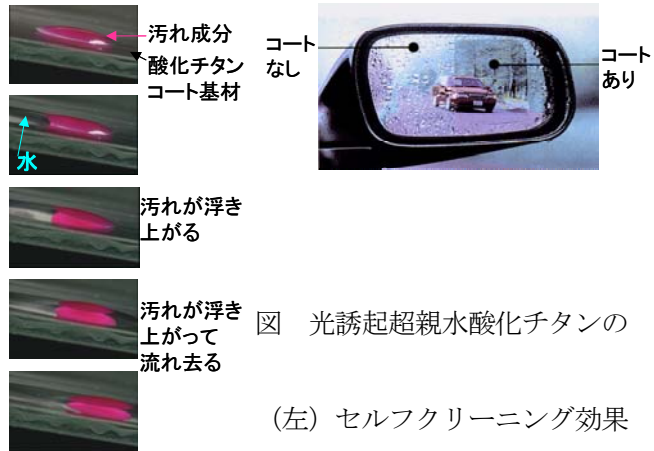 汚れ成分
酸化チタン
コート基材
コート
なし
コート
あり
水
汚れが浮き
上がる
汚れが浮き
上がって
流れ去る
図　光誘起超親水酸化チタンの
（左）セルフクリーニング効果